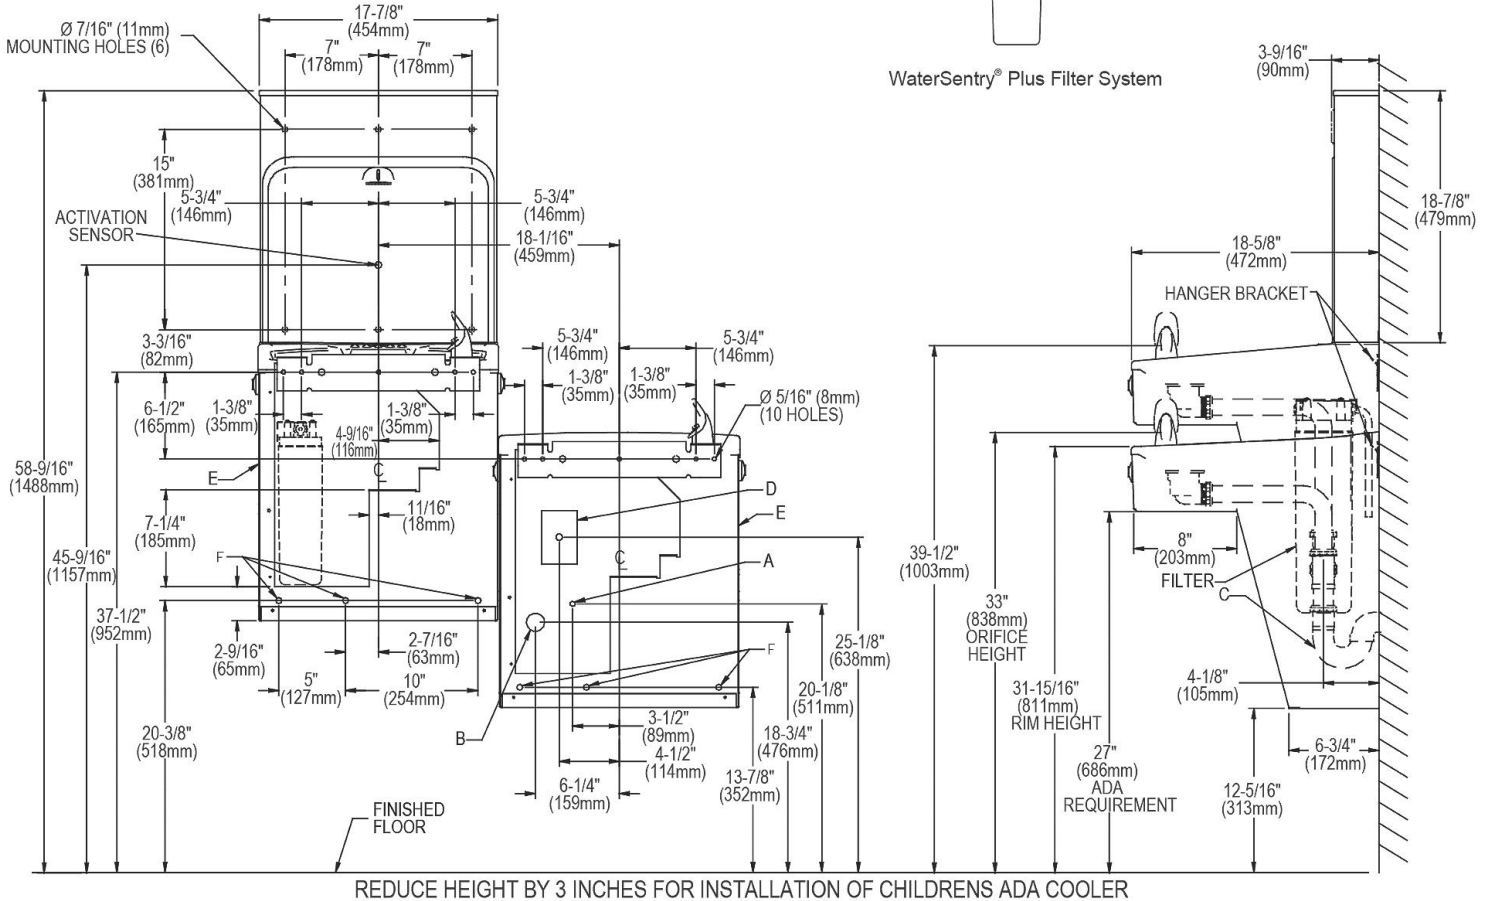 17-7/8"
(454mm)
Ø 7/16" (11mm)
MOUNTING HOLES (6)
7"
(178mm)
7"
(178mm)
WaterSentry® Plus Filter System
3-9/16"
(90mm)
15"
(381mm)
5-3/4"
(146mm)
5-3/4"
(146mm)
ACTIVATION
SENSOR
18-1/16"
(459mm)
18-7/8"
(479mm)
18-5/8"
(472mm)
HANGER BRACKET
3-3/16"
(82mm)
5-3/4"
(146mm)
5-3/4"
(146mm)
1-3/8"
(35mm)
1-3/8"
(35mm)
Ø 5/16" (8mm)
(10 HOLES)
6-1/2"
(165mm)
1-3/8"
(35mm)
1-3/8"
(35mm)
4-9/16"
(116mm)
C
L
58-9/16"
(1488mm)
E
D
E
11/16"
(18mm)
7-1/4"
(185mm)
45-9/16"
(1157mm)
F
C
L
A
39-1/2"
(1003mm)
8"
(203mm)
FILTER
C
37-1/2"
(952mm)
33"
(838mm)
ORIFICE
HEIGHT
2-9/16"
(65mm)
2-7/16"
(63mm)
25-1/8"
(638mm)
F
5"
(127mm)
10"
(254mm)
20-1/8"
(511mm)
4-1/8"
(105mm)
31-15/16"
(811mm)
RIM HEIGHT
20-3/8"
(518mm)
B
3-1/2"
(89mm)
18-3/4"
(476mm)
4-1/2"
(114mm)
6-3/4"
(172mm)
27"
(686mm)
ADA
REQUIREMENT
13-7/8"
(352mm)
6-1/4"
(159mm)
12-5/16"
(313mm)
FINISHED
FLOOR
REDUCE HEIGHT BY 3 INCHES FOR INSTALLATION OF CHILDRENS ADA COOLER